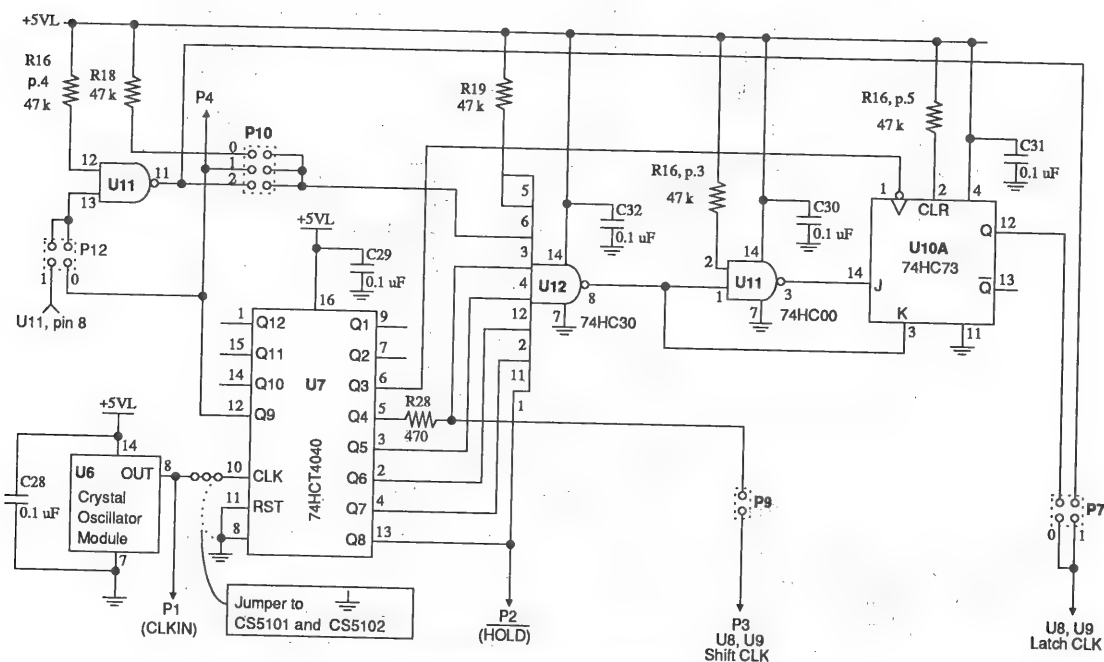 +5VL
R16
p.4
47 k
R18
47 k
P4
P10
0
1
2
12
13
U11
11
P12
1
0
U11, pin 8
R19
47 k
R16, p.3
47 k
R16, p.5
47 k
C31
0.1 uF
C32
0.1 uF
C30
0.1 uF
5
6
3
4
12
2
11
1
14
U12
8
7
74HC30
2
1
14
U11
3
7
74HC00
1
2
4
CLR
U10A
74HC73
14
J
Q
12
Q
13
K
3
11
+5VL
C29
0.1 uF
16
1
Q12
15
Q11
14
Q10
12
Q9
10
CLK
11
RST
8
U7
74HCT4040
Q1
9
Q2
7
Q3
6
Q4
5
Q5
3
Q6
2
Q7
4
Q8
13
R28
470
+5VL
14
U6
OUT
8
Crystal
Oscillator
Module
7
C28
0.1 uF
P1
(CLKIN)
Jumper to
CS5101 and CS5102
P2
(HOLD)
P9
P3
U8, U9
Shift CLK
P7
0
1
U8, U9
Latch CLK